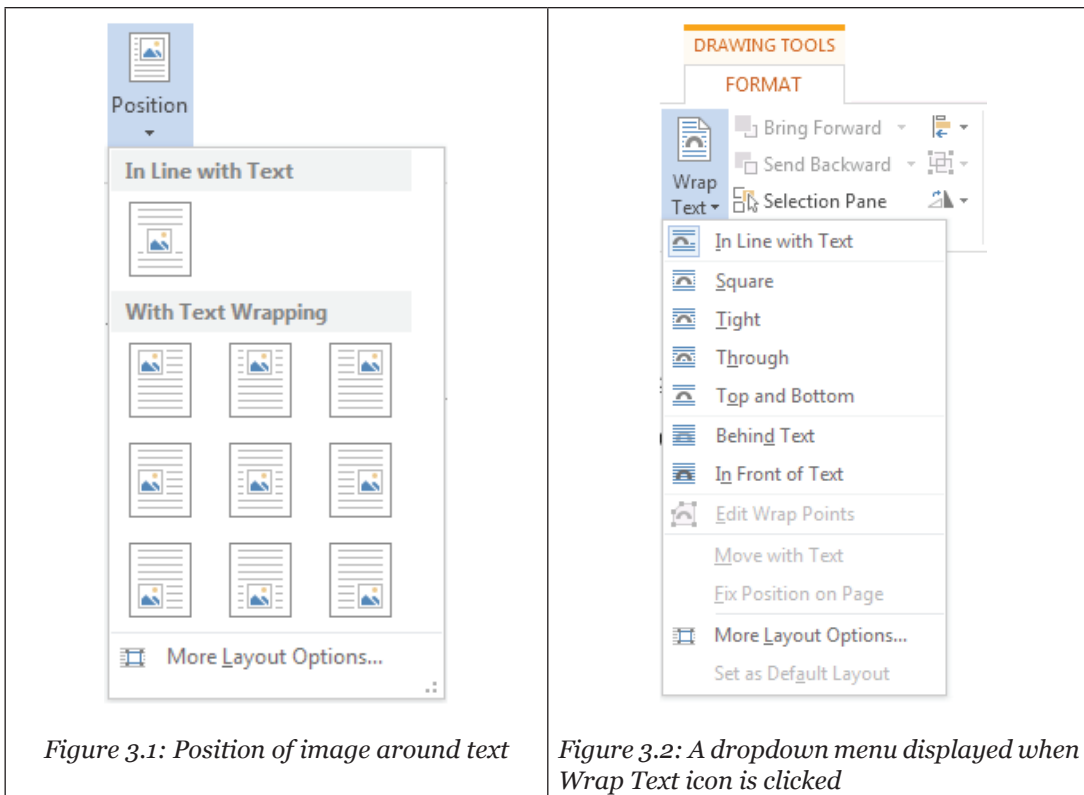 Position
In Line with Text
With Text Wrapping
More Layout Options...
Figure 3.1: Position of image around text
DRAWING TOOLS
FORMAT
Wrap
Text
Bring Forward
Send Backward
Selection Pane
In Line with Text
Square
Tight
Through
Top and Bottom
Behind Text
In Front of Text
Edit Wrap Points
Move with Text
Fix Position on Page
More Layout Options...
Set as Default Layout
Figure 3.2: A dropdown menu displayed when
Wrap Text icon is clicked